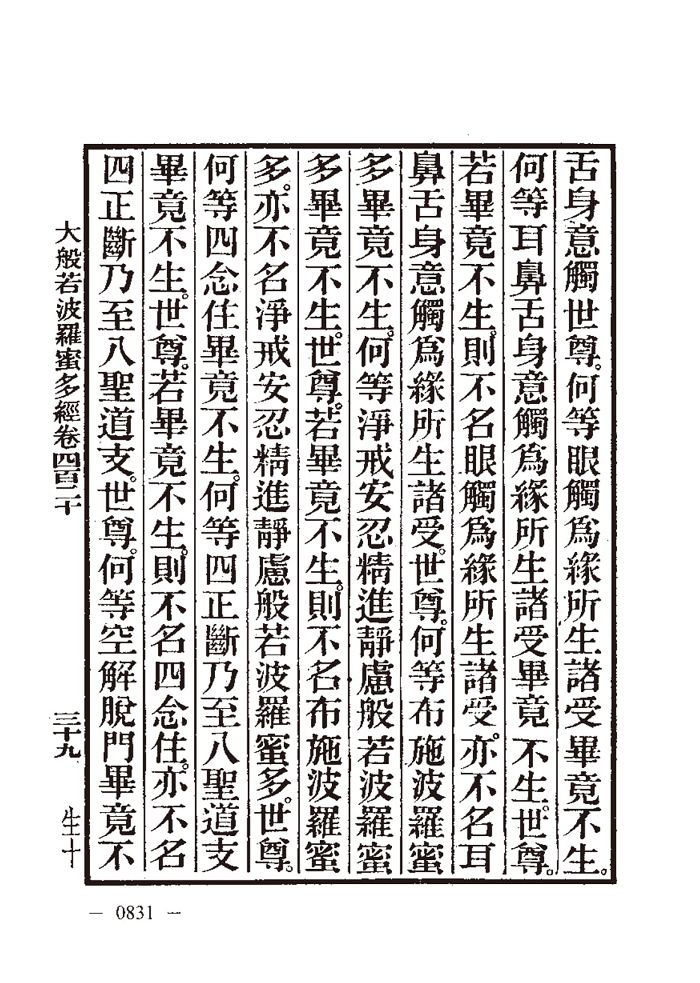 舌身意觸世尊。何等眼觸爲緣所生諸受畢竟不生。
何等耳鼻舌身意觸爲緣所生諸受畢竟不生。世尊。
若畢竟不生。則不名眼觸爲緣所生諸受。亦不名耳
鼻舌身意觸爲緣所生諸受。世尊。何等布施波羅蜜
多畢竟不生。何等淨戒安忍精進靜慮般若波羅蜜
多畢竟不生。世尊。若畢竟不生。則不名布施波羅蜜
多。亦不名淨戒安忍精進靜慮般若波羅蜜多。世尊。
何等四念住畢竟不生。何等四正斷乃至八聖道支
畢竟不生。世尊。若畢竟不生。則不名四念住。亦不名
四正斷乃至八聖道支。世尊。何等空解脫門畢竟不
大般若波羅蜜多經卷四百二十 三十九 生十
— 0831 —